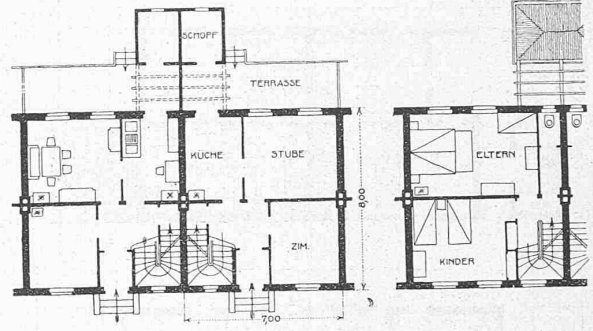 SCHOPF
TERRASSE
KÜCHE
STUBE
ELTERN
8,00
ZIM.
KINDER
7,00